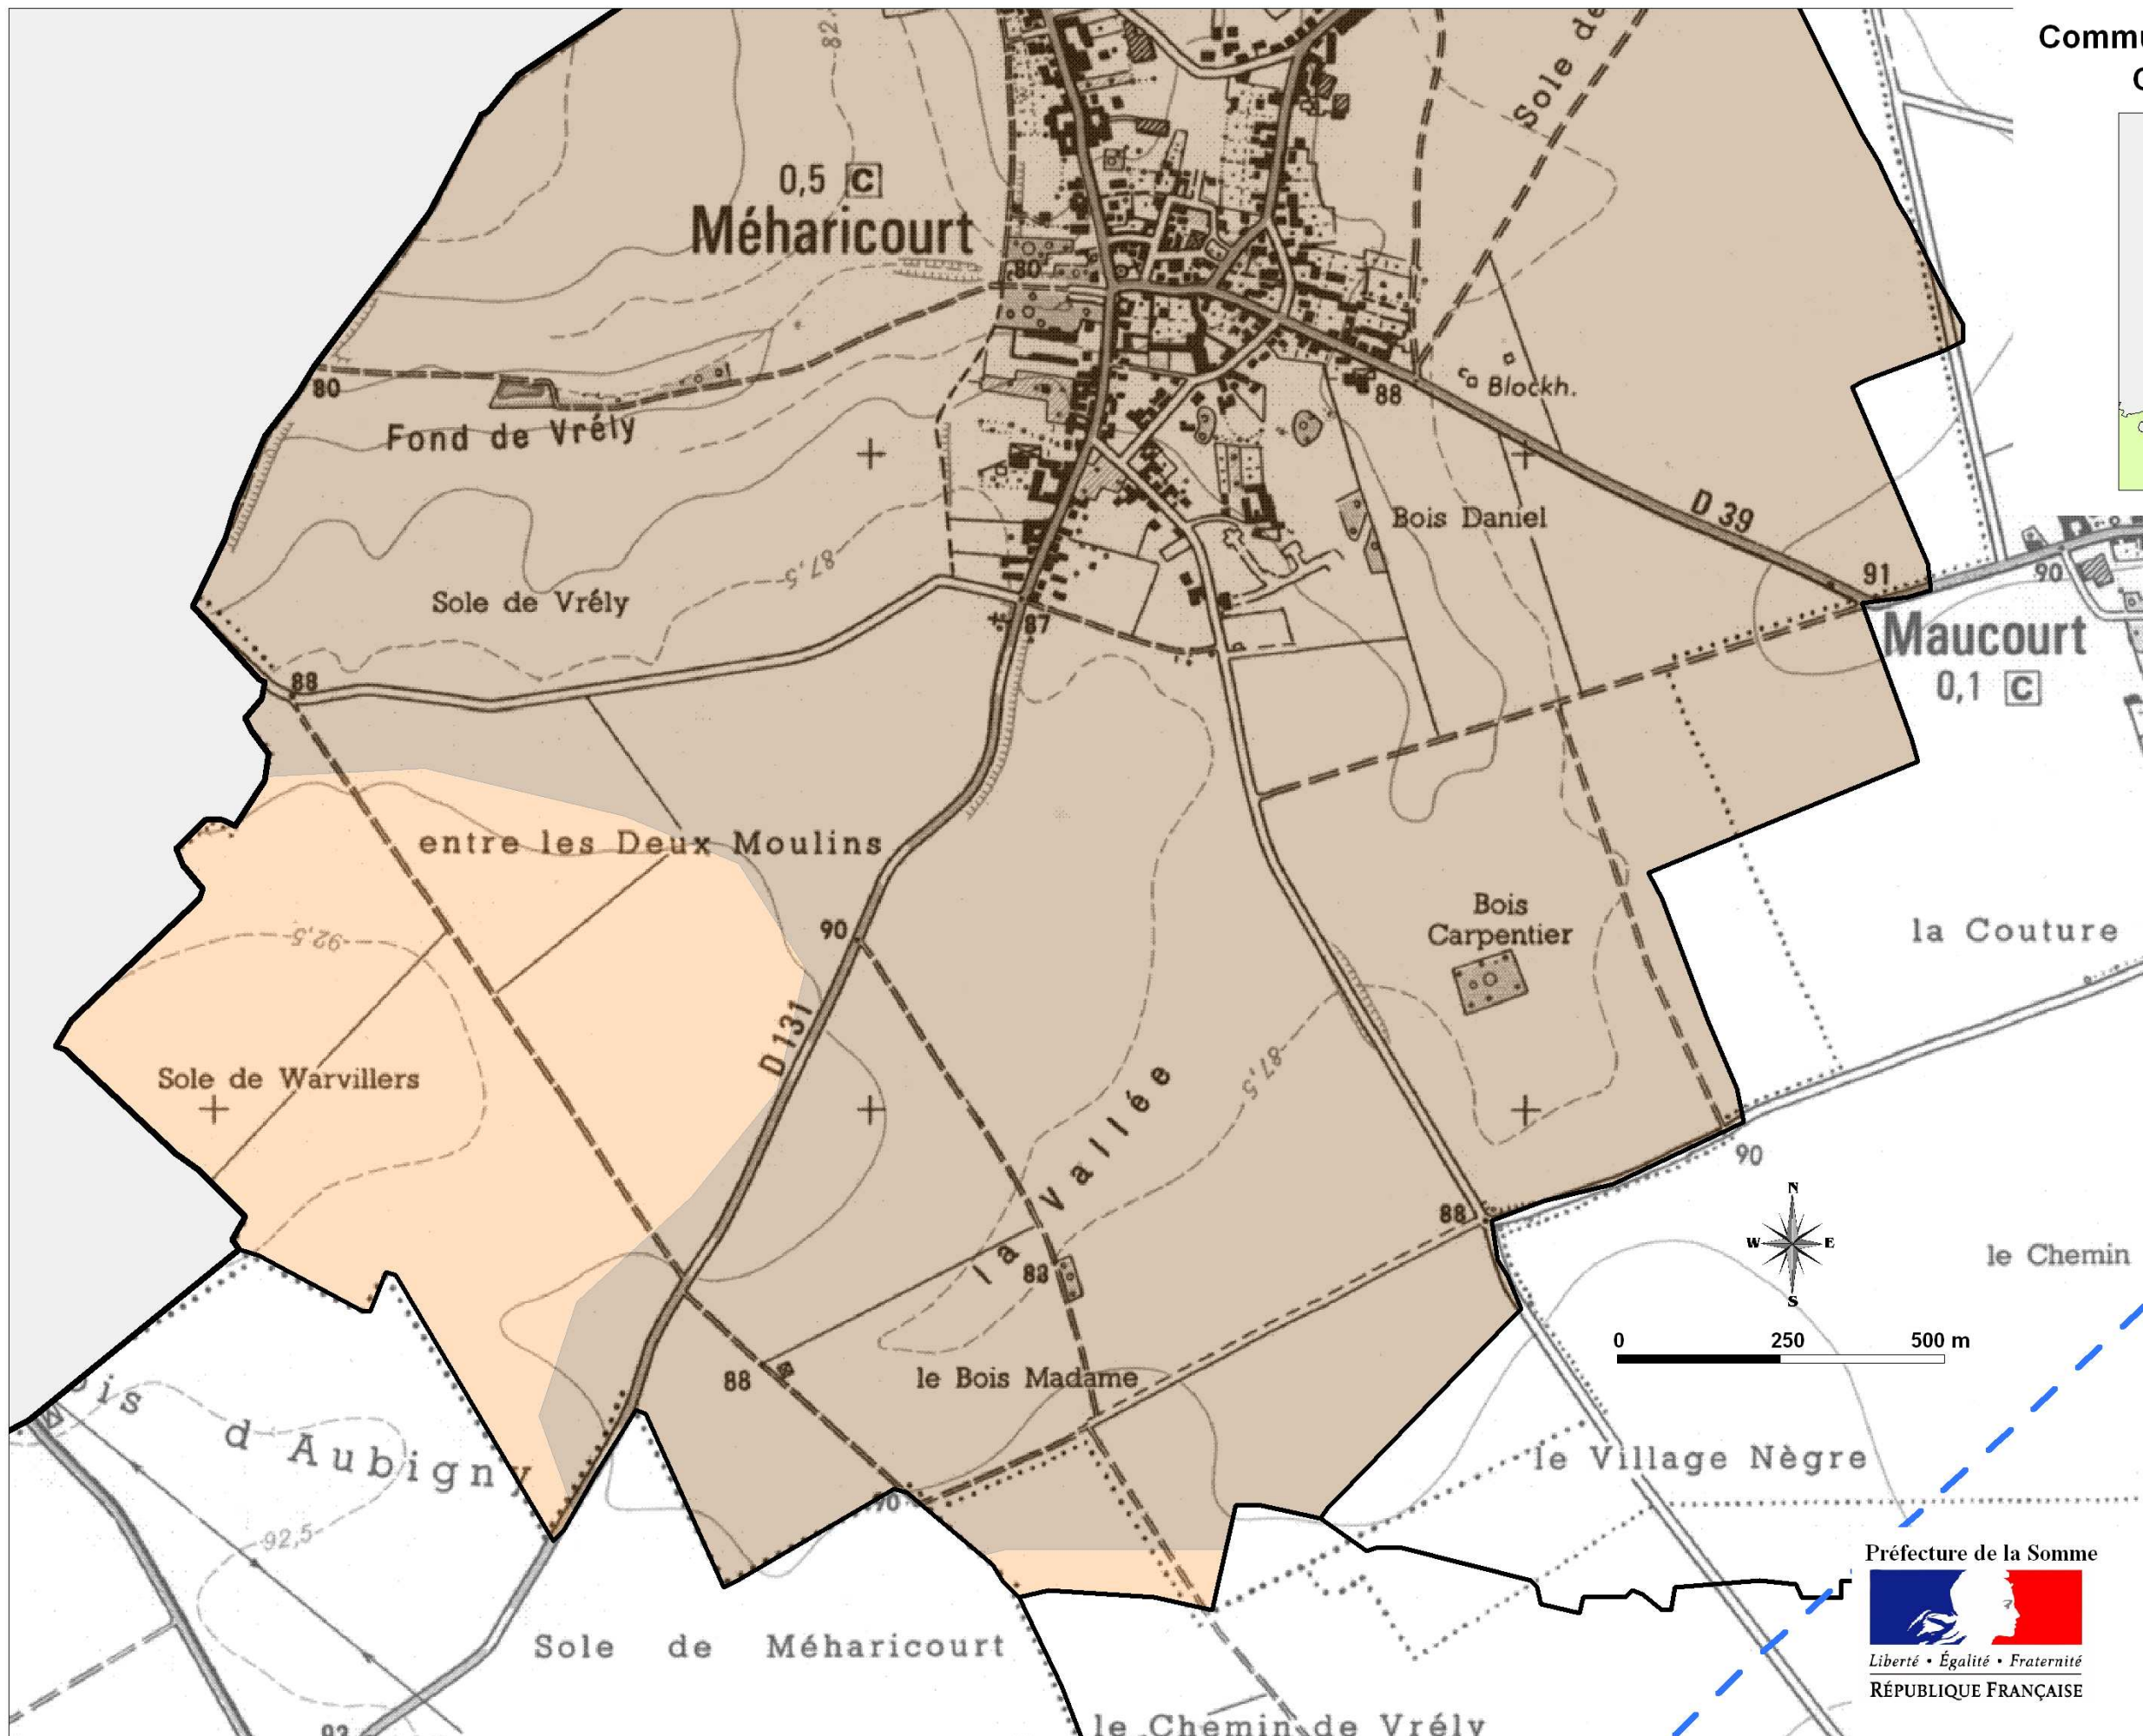 82
Sole de
0,5 C
Méharicourt
80
80
Fond de Vrély
Blockh.
88
Bois Daniel
D 39
91
90
Maucourt
0,1 C
87,5
Sole de Vrély
87
88
entre les Deux Moulins
90
Bois
Carpentier
la Couture
92,5
D 131
Sole de Warvillers
la Vallée
87,5
90
88
N
W E
S
le Chemin
83
0 250 500 m
88
le Bois Madame
d'Aubigny
92,5
90
le Village Nègre
Préfecture de la Somme
Liberté • Égalité • Fraternité
RÉPUBLIQUE FRANÇAISE
Sole de Méharicourt
le Chemin de Vrély
93